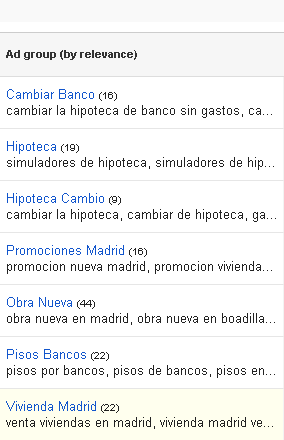 Ad group (by relevance)
Cambiar Banco (16)
cambiar la hipoteca de banco sin gastos, ca...
Hipoteca (19)
simuladores de hipoteca, simuladores de hip...
Hipoteca Cambio (9)
cambiar la hipoteca, cambiar de hipoteca, ga...
Promociones Madrid (16)
promocion nueva madrid, promocion vivienda...
Obra Nueva (44)
obra nueva en madrid, obra nueva en boadilla...
Pisos Bancos (22)
pisos por bancos, pisos de bancos, pisos en...
Vivienda Madrid (22)
venta viviendas en madrid, vivienda madrid ve...